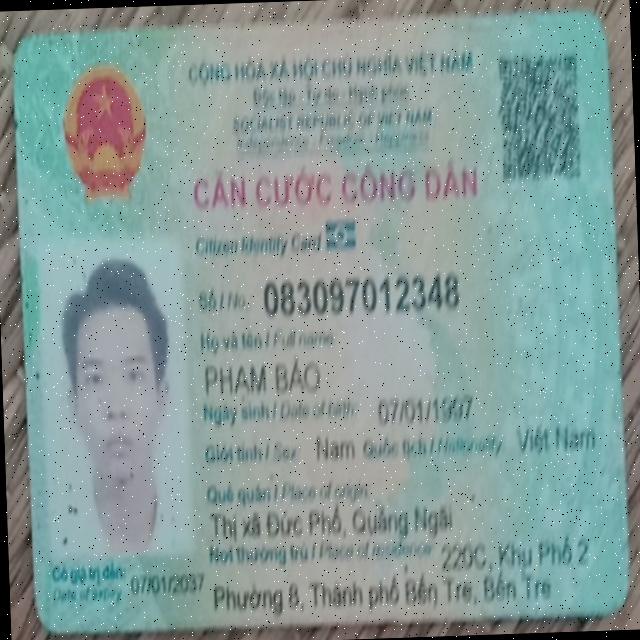 CỘNG HÒA XÃ HỘI CHỦ NGHĨA VIỆT NAM
Độc lập - Tự do - Hạnh phúc
SOCIALIST REPUBLIC OF VIET NAM
CĂN CƯỚC CÔNG DÂN
Citizen Identity Card
Số / No.: 083097012348
Họ và tên / Full name:
PHẠM BẢO
Ngày sinh / Date of birth: 07/01/1997
Giới tính / Sex: Nam Quốc tịch / Nationality: Việt Nam
Quê quán / Place of origin:
Thị xã Đức Phổ, Quảng Ngãi
Nơi thường trú / Place of residence: 220C, Khu Phố 2
Phường 8, Thành phố Bến Tre, Bến Tre
Có giá trị đến: 07/01/2037
Date of expiry